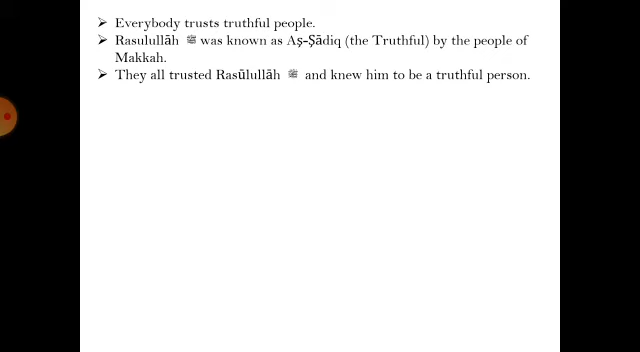 ➢ Everybody trusts truthful people.
➢ Rasulullāh ﷺ was known as Aṣ-Ṣādiq (the Truthful) by the people of
Makkah.
➢ They all trusted Rasūlullāh ﷺ and knew him to be a truthful person.